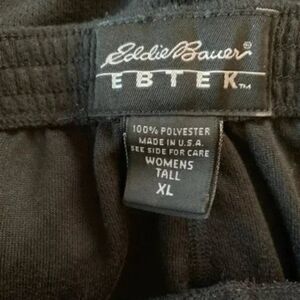 Eddie Bauer®
EBTEK™
100% POLYESTER
MADE IN U.S.A.
SEE SIDE FOR CARE
WOMENS
TALL
XL